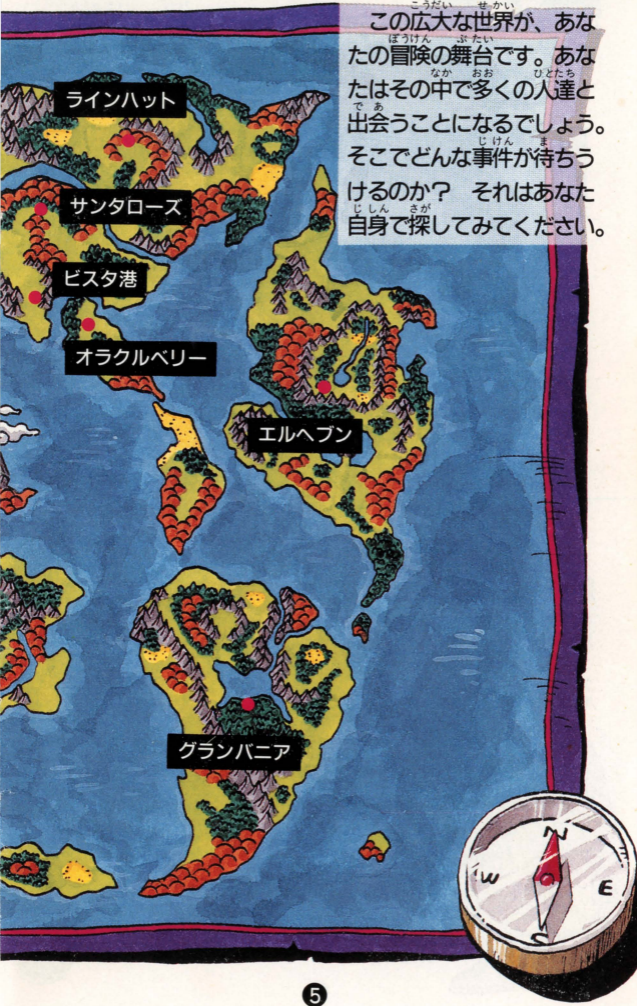 この広大な世界が、あな
たの冒険の舞台です。あな
たはその中で多くの人達と
出会うことになるでしょう。
そこでどんな事件が待ちう
けるのか?　それはあなた
自身で探してみてください。
ラインハット
サンタローズ
ビスタ港
オラクルベリー
エルヘブン
グランバニア
N
W
E
S
5